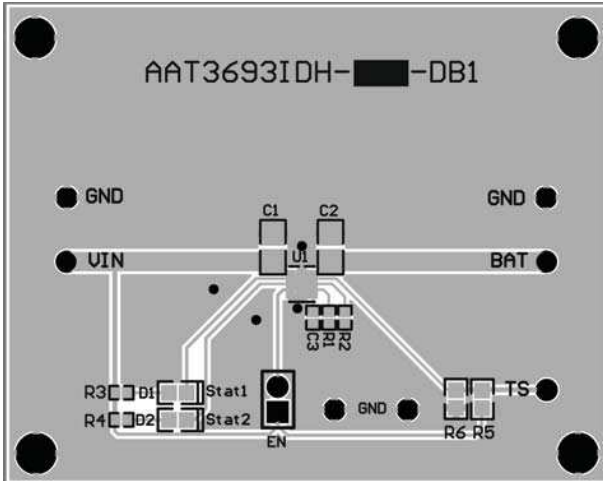 AAT3693IDH- -DB1
GND GND
C1 C2
U1
VIN BAT
C3 R1 R2
R3 D1 Stat1
TS
R4 D2 Stat2
GND
R6 R5
EN